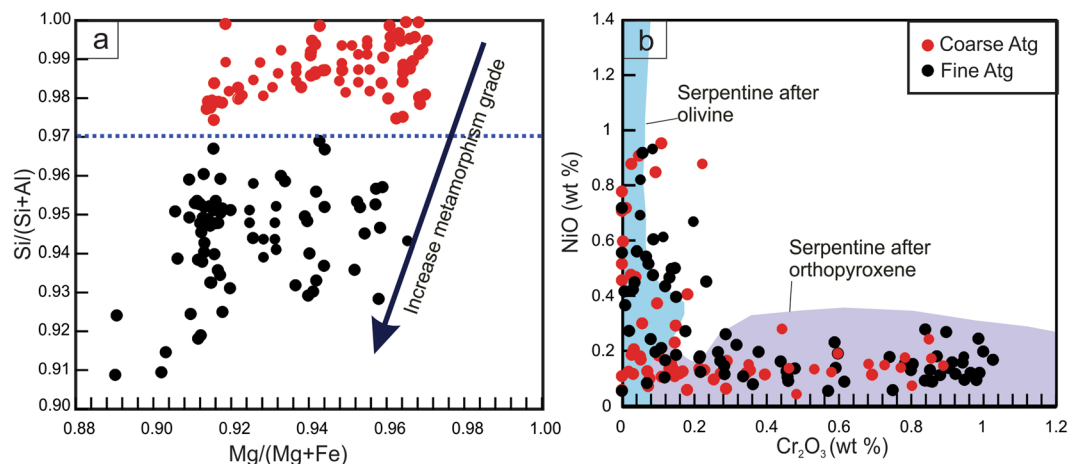 a
1.00
0.99
0.98
0.97
0.96
0.95
0.94
0.93
0.92
0.91
0.90
Si/(Si+Al)
Increase metamorphism grade
0.88
0.90
0.92
0.94
0.96
0.98
1.00
Mg/(Mg+Fe)
b
1.4
1.2
1
0.8
0.6
0.4
0.2
0
NiO (wt %)
Coarse Atg
Fine Atg
Serpentine after
olivine
Serpentine after
orthopyroxene
0
0.2
0.4
0.6
0.8
1
1.2
Cr₂O₃ (wt %)